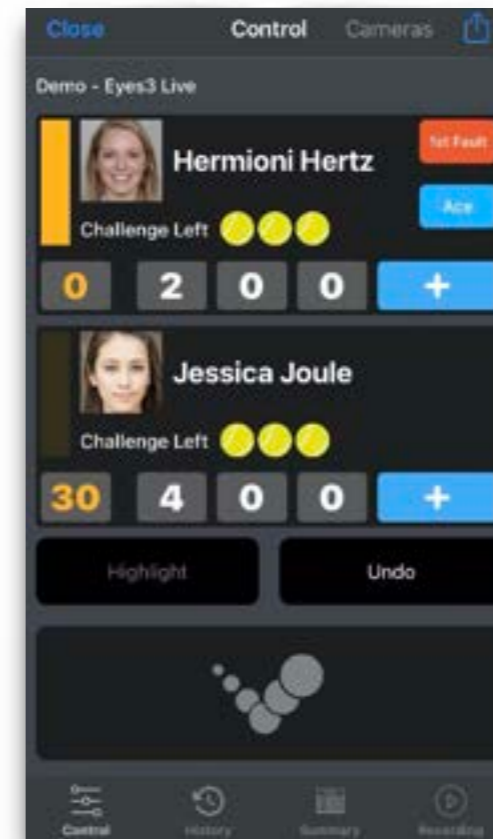 Close Control Cameras
Demo - Eyes3 Live
Hermioni Hertz
1st Fault
Ace
Challenge Left
0 2 0 0 +
Jessica Joule
Challenge Left
30 4 0 0 +
Highlight Undo
Control History Summary Recording